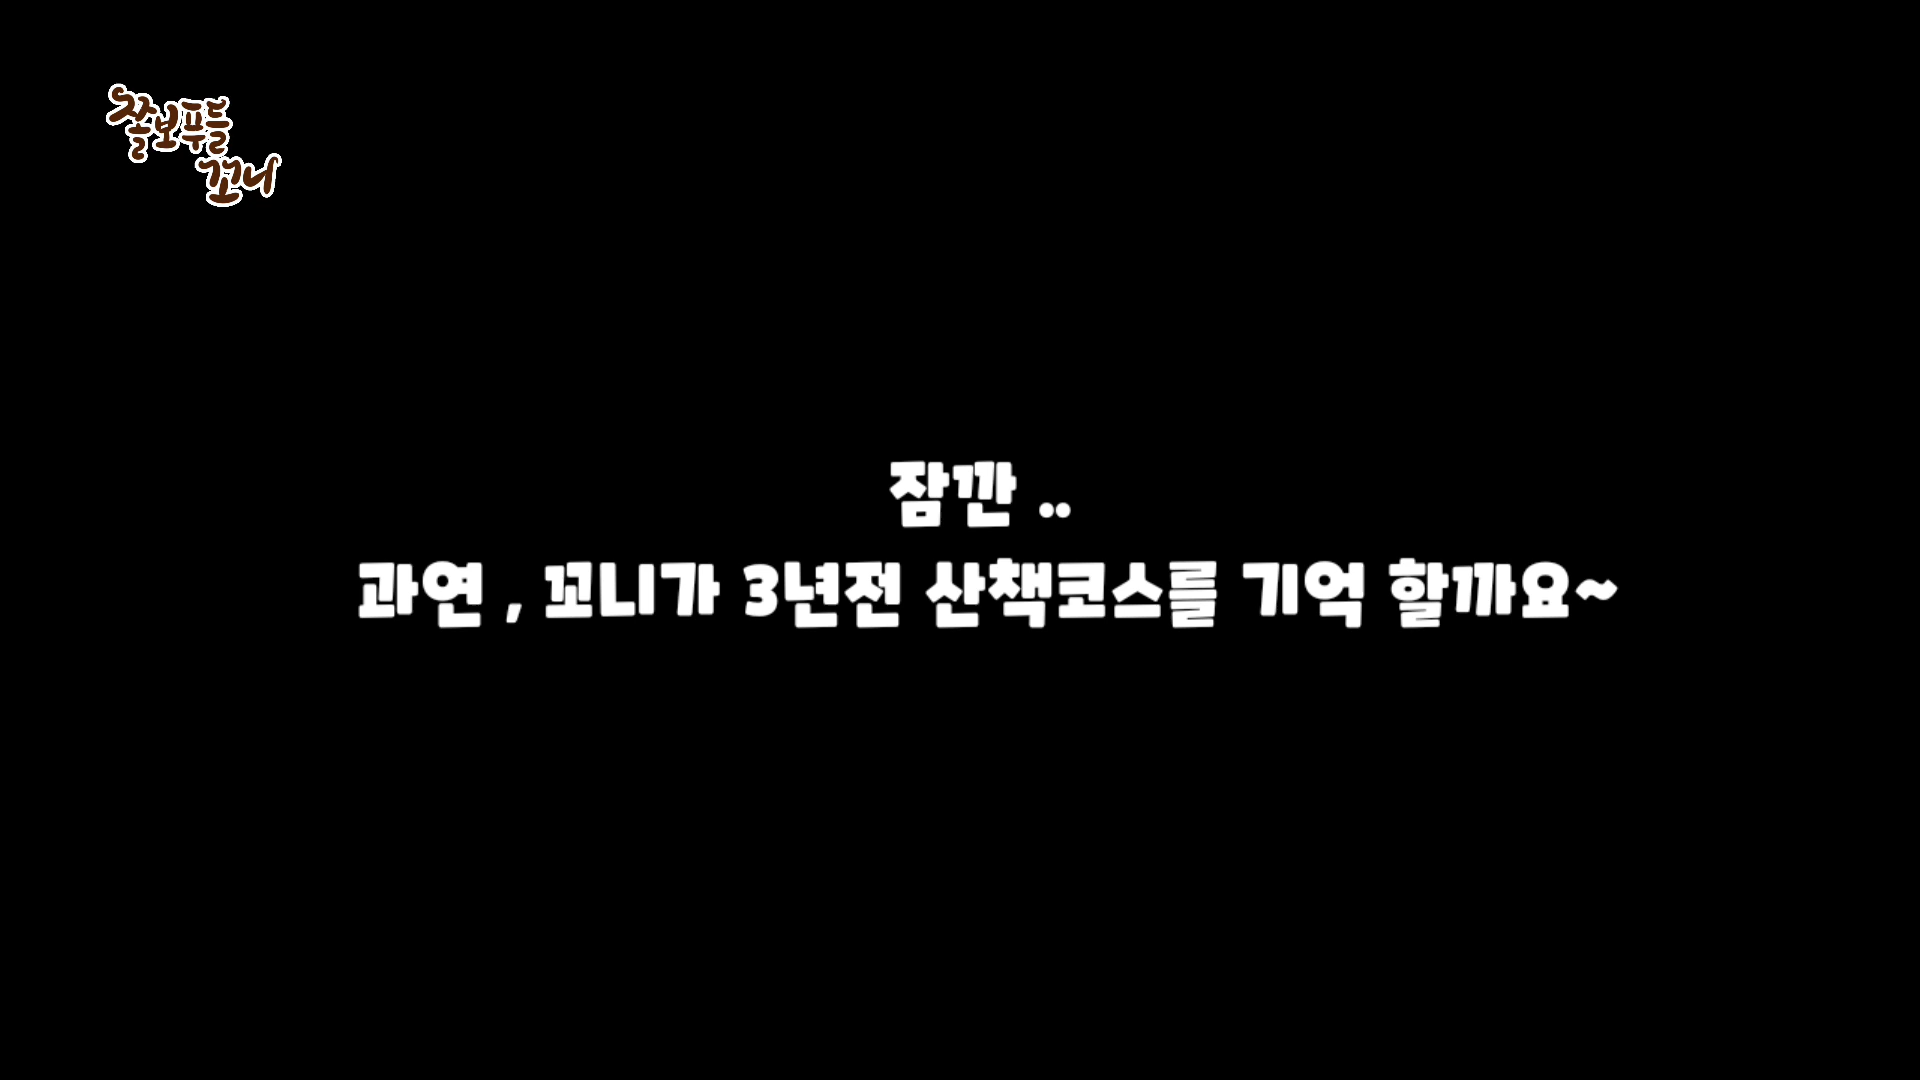 쫄보푸들
꼬니
잠깐 ..
과연 , 꼬니가 3년전 산책코스를 기억 할까요~